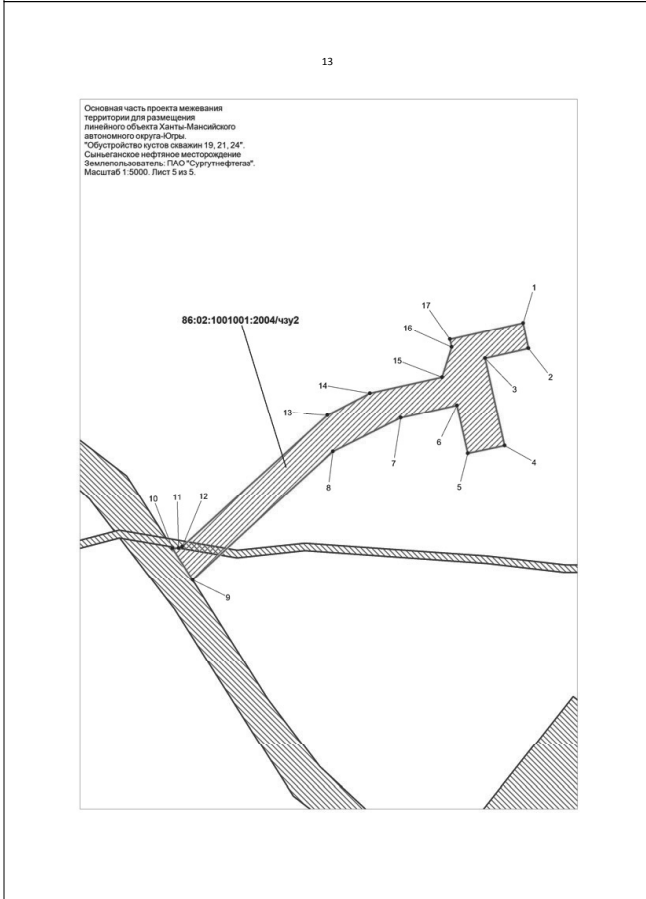 13
Основная часть проекта межевания
территории для размещения
линейного объекта Ханты-Мансийского
автономного округа-Югры.
"Обустройство кустов скважин 19, 21, 24".
Сыньеганское нефтяное месторождение
Землепользователь: ПАО "Сургутнефтегаз".
Масштаб 1:5000. Лист 5 из 5.
1
17
86:02:1001001:2004/чзу2
16
2
15
3
14
13
6
7
4
8
5
10
11
12
9